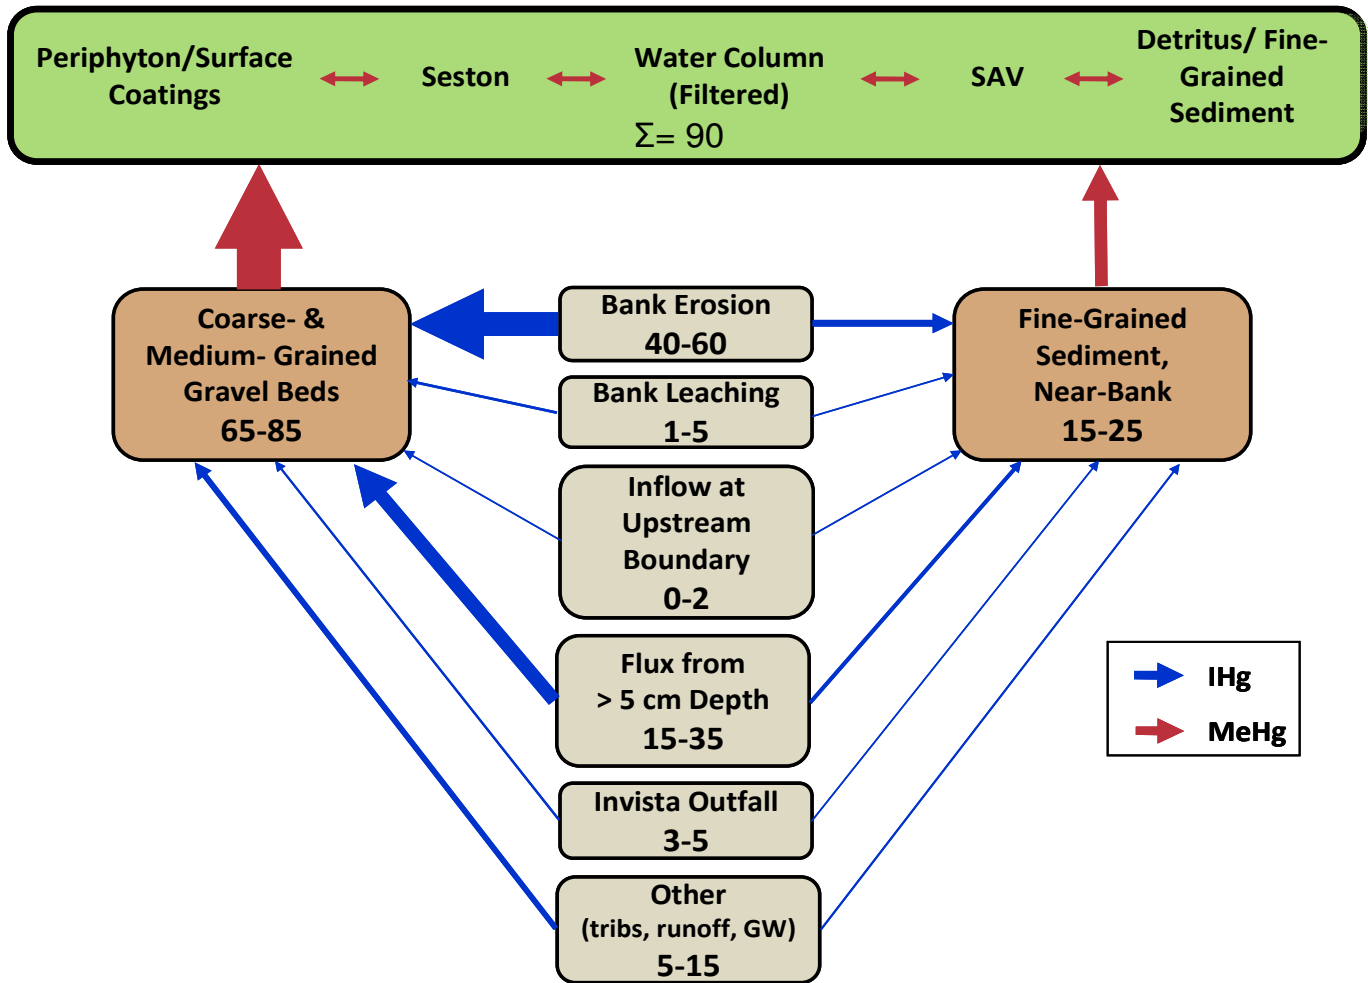 Periphyton/Surface
Coatings
Seston
Water Column
(Filtered)
SAV
Detritus/ Fine-
Grained
Sediment
Σ= 90
Coarse- &
Medium- Grained
Gravel Beds
65-85
Bank Erosion
40-60
Fine-Grained
Sediment,
Near-Bank
15-25
Bank Leaching
1-5
Inflow at
Upstream
Boundary
0-2
Flux from
> 5 cm Depth
15-35
IHg
MeHg
Invista Outfall
3-5
Other
(tribs, runoff, GW)
5-15